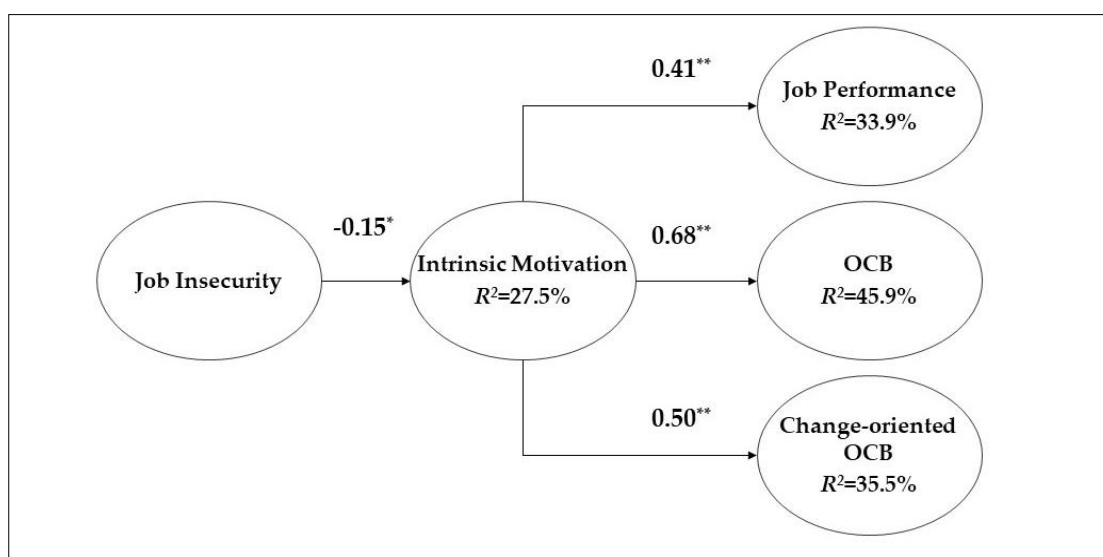 0.41**
Job Performance
R²=33.9%
-0.15*
0.68**
Job Insecurity
Intrinsic Motivation
R²=27.5%
OCB
R²=45.9%
0.50**
Change-oriented
OCB
R²=35.5%